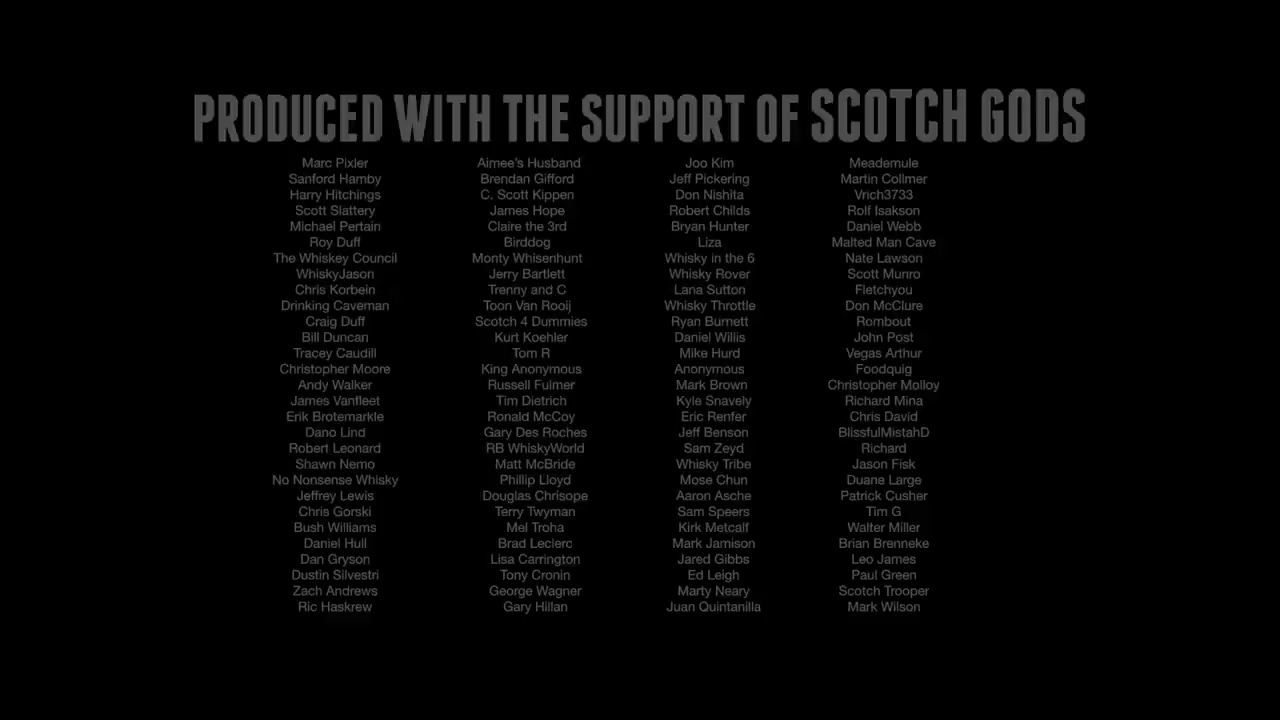 PRODUCED WITH THE SUPPORT OF SCOTCH GODS
Marc Pixler
Sanford Hamby
Harry Hitchings
Scott Slattery
Michael Pertain
Roy Duff
The Whiskey Council
WhiskyJason
Chris Korbein
Drinking Caveman
Craig Duff
Bill Duncan
Tracey Caudill
Christopher Moore
Andy Walker
James Vanfleet
Erik Brotemarkle
Dano Lind
Robert Leonard
Shawn Nemo
No Nonsense Whisky
Jeffrey Lewis
Chris Gorski
Bush Williams
Daniel Hull
Dan Gryson
Dustin Silvestri
Zach Andrews
Ric Haskrew
Aimee's Husband
Brendan Gifford
C. Scott Kippen
James Hope
Claire the 3rd
Birddog
Monty Whisenhunt
Jerry Bartlett
Trenny and C
Toon Van Rooij
Scotch 4 Dummies
Kurt Koehler
Tom R
King Anonymous
Russell Fulmer
Tim Dietrich
Ronald McCoy
Gary Des Roches
RB WhiskyWorld
Matt McBride
Phillip Lloyd
Douglas Chrisope
Terry Twyman
Mel Troha
Brad Leclerc
Lisa Carrington
Tony Cronin
George Wagner
Gary Hillan
Joo Kim
Jeff Pickering
Don Nishita
Robert Childs
Bryan Hunter
Liza
Whisky in the 6
Whisky Rover
Lana Sutton
Whisky Throttle
Ryan Burnett
Daniel Willis
Mike Hurd
Anonymous
Mark Brown
Kyle Snavely
Eric Renfer
Jeff Benson
Sam Zeyd
Whisky Tribe
Mose Chun
Aaron Asche
Sam Speers
Kirk Metcalf
Mark Jamison
Jared Gibbs
Ed Leigh
Marty Neary
Juan Quintanilla
Meademule
Martin Collmer
Vrich3733
Rolf Isakson
Daniel Webb
Malted Man Cave
Nate Lawson
Scott Munro
Fletchyou
Don McClure
Rombout
John Post
Vegas Arthur
Foodquig
Christopher Molloy
Richard Mina
Chris David
BlissfulMistahD
Richard
Jason Fisk
Duane Large
Patrick Cusher
Tim G
Walter Miller
Brian Brenneke
Leo James
Paul Green
Scotch Trooper
Mark Wilson